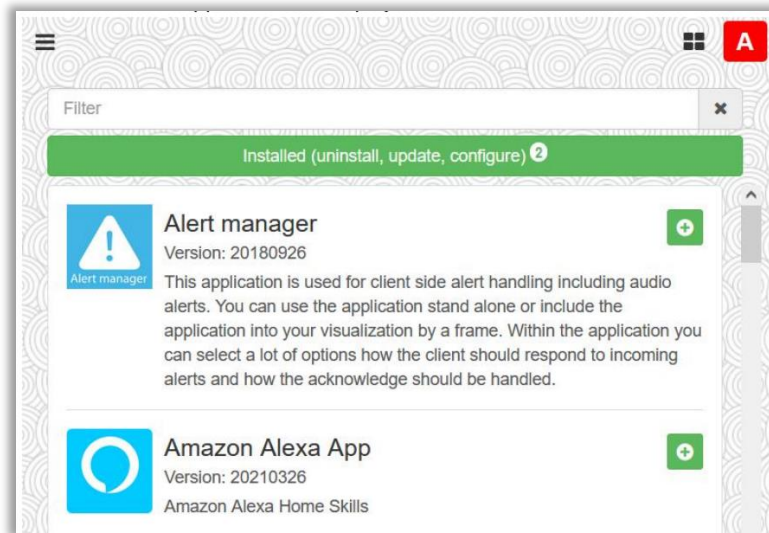 A
Filter
Installed (uninstall, update, configure) 2
Alert manager
Version: 20180926
Alert manager
This application is used for client side alert handling including audio
alerts. You can use the application stand alone or include the
application into your visualization by a frame. Within the application you
can select a lot of options how the client should respond to incoming
alerts and how the acknowledge should be handled.
Amazon Alexa App
Version: 20210326
Amazon Alexa Home Skills